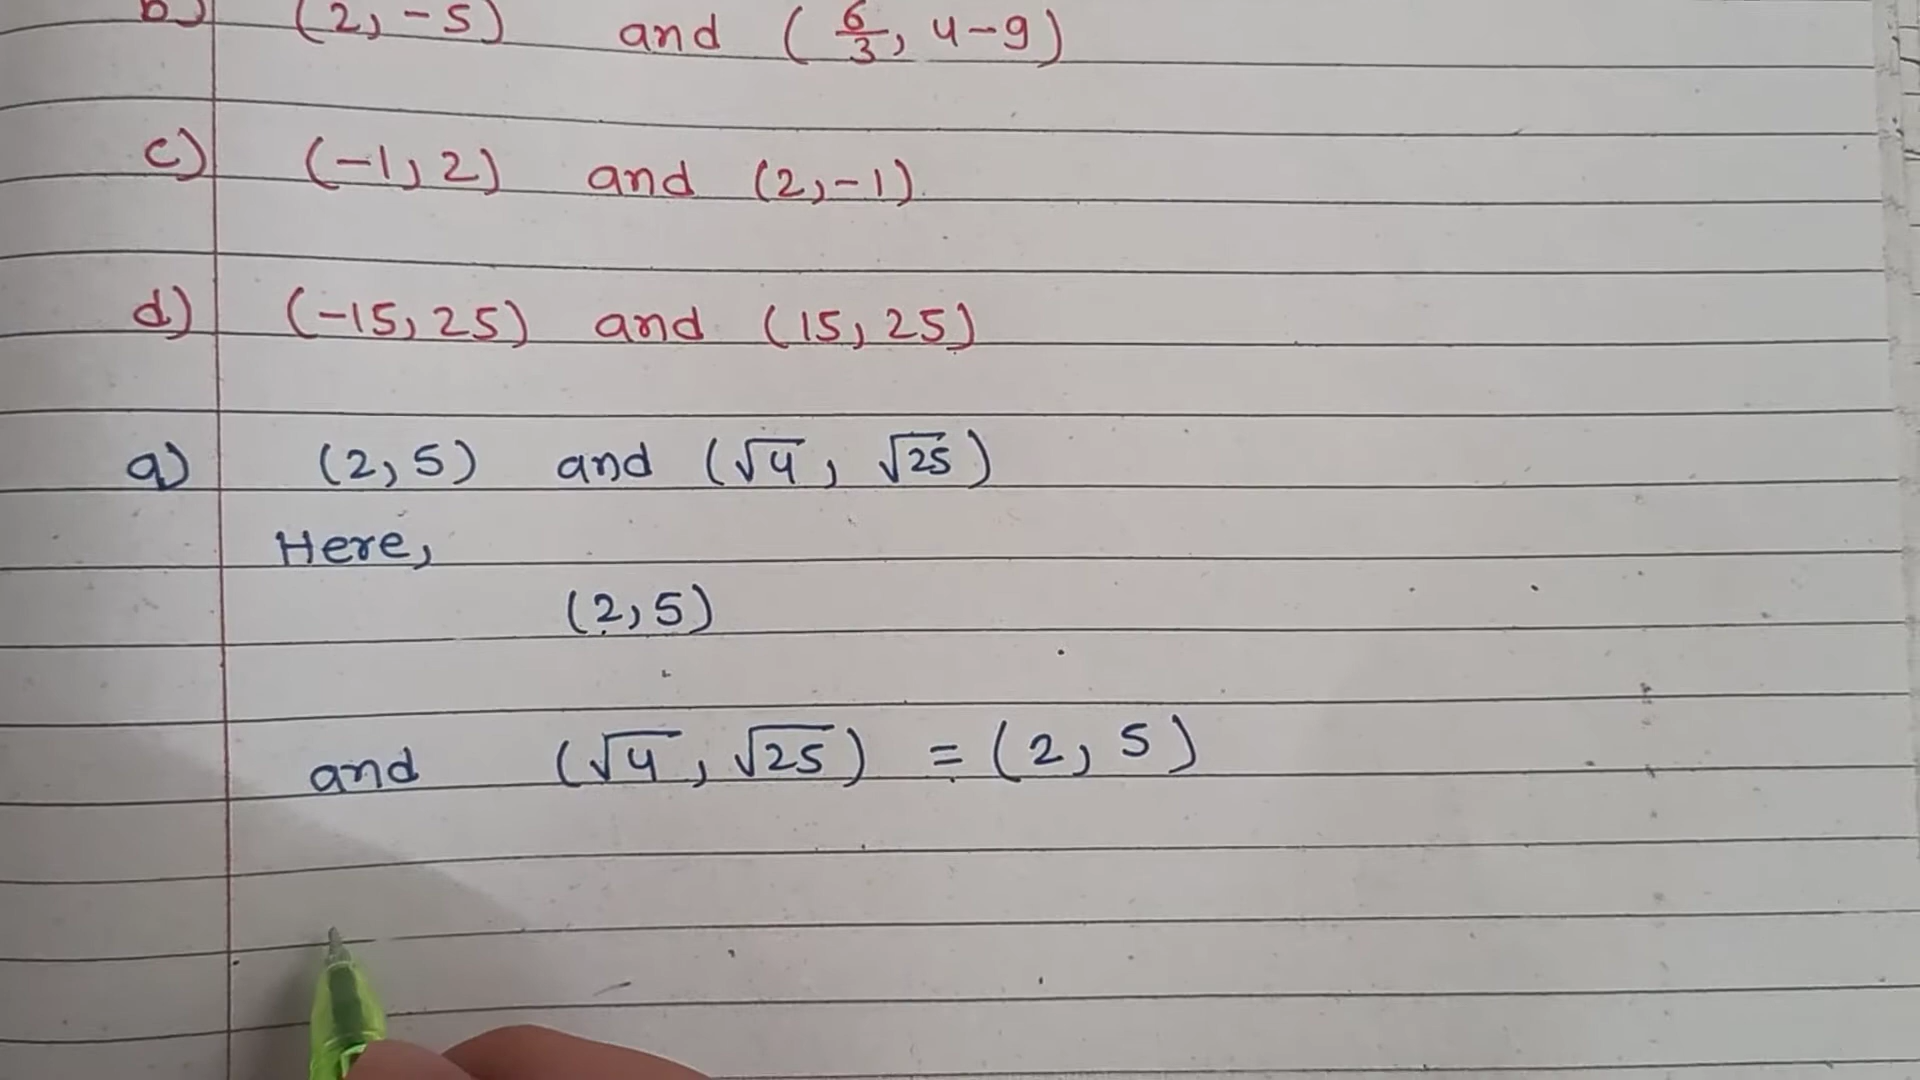 b) (2, -5) and (6/3, 4-9)
c) (-1, 2) and (2, -1).
d) (-15, 25) and (15, 25)
a) (2, 5) and (√4, √25)
Here,
(2, 5)
and (√4, √25) = (2, 5)